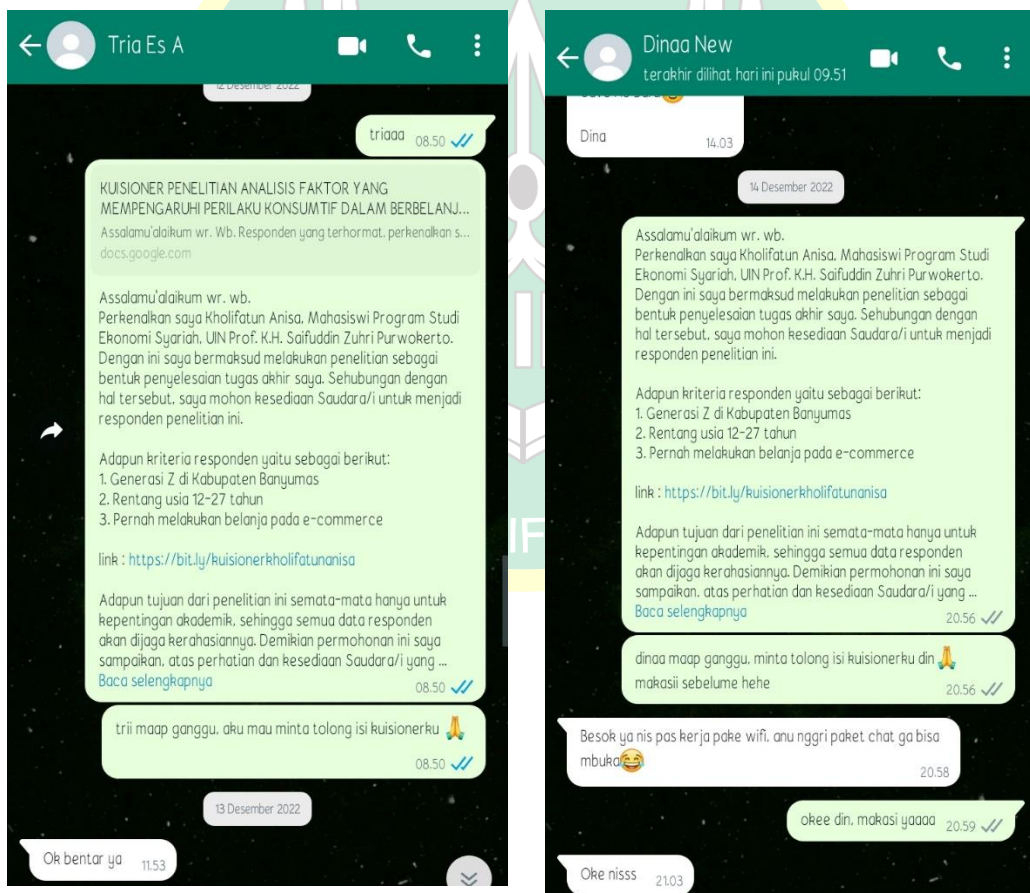 Tria Es A
12 Desember 2022
triaaa 08.50
KUISIONER PENELITIAN ANALISIS FAKTOR YANG
MEMPENGARUHI PERILAKU KONSUMTIF DALAM BERBELANJ...
Assalamu'alaikum wr. Wb. Responden yang terhormat, perkenalkan s...
docs.google.com
Assalamu'alaikum wr. wb.
Perkenalkan saya Kholifatun Anisa, Mahasiswi Program Studi
Ekonomi Syariah, UIN Prof. K.H. Saifuddin Zuhri Purwokerto.
Dengan ini saya bermaksud melakukan penelitian sebagai
bentuk penyelesaian tugas akhir saya. Sehubungan dengan
hal tersebut, saya mohon kesediaan Saudara/i untuk menjadi
responden penelitian ini.
Adapun kriteria responden yaitu sebagai berikut:
1. Generasi Z di Kabupaten Banyumas
2. Rentang usia 12-27 tahun
3. Pernah melakukan belanja pada e-commerce
link : https://bit.ly/kuisionerkholifatunanisa
Adapun tujuan dari penelitian ini semata-mata hanya untuk
kepentingan akademik, sehingga semua data responden
akan dijaga kerahasiannya. Demikian permohonan ini saya
sampaikan, atas perhatian dan kesediaan Saudara/i yang ...
Baca selengkapnya 08.50
trii maap ganggu, aku mau minta tolong isi kuisionerku 🙏
08.50
13 Desember 2022
Ok bentar ya 11.53
Dinaa New
terakhir dilihat hari ini pukul 09.51
Dina 14.03
14 Desember 2022
Assalamu'alaikum wr. wb.
Perkenalkan saya Kholifatun Anisa, Mahasiswi Program Studi
Ekonomi Syariah, UIN Prof. K.H. Saifuddin Zuhri Purwokerto.
Dengan ini saya bermaksud melakukan penelitian sebagai
bentuk penyelesaian tugas akhir saya. Sehubungan dengan
hal tersebut, saya mohon kesediaan Saudara/i untuk menjadi
responden penelitian ini.
Adapun kriteria responden yaitu sebagai berikut:
1. Generasi Z di Kabupaten Banyumas
2. Rentang usia 12-27 tahun
3. Pernah melakukan belanja pada e-commerce
link : https://bit.ly/kuisionerkholifatunanisa
Adapun tujuan dari penelitian ini semata-mata hanya untuk
kepentingan akademik, sehingga semua data responden
akan dijaga kerahasiannya. Demikian permohonan ini saya
sampaikan, atas perhatian dan kesediaan Saudara/i yang ...
Baca selengkapnya 20.56
dinaa maap ganggu, minta tolong isi kuisionerku din 🙏
makasii sebelume hehe 20.56
Besok ya nis pas kerja pake wifi, anu nggri paket chat ga bisa
mbuka😂 20.58
okee din, makasi yaaaa 20.59
Oke nisss 21.03